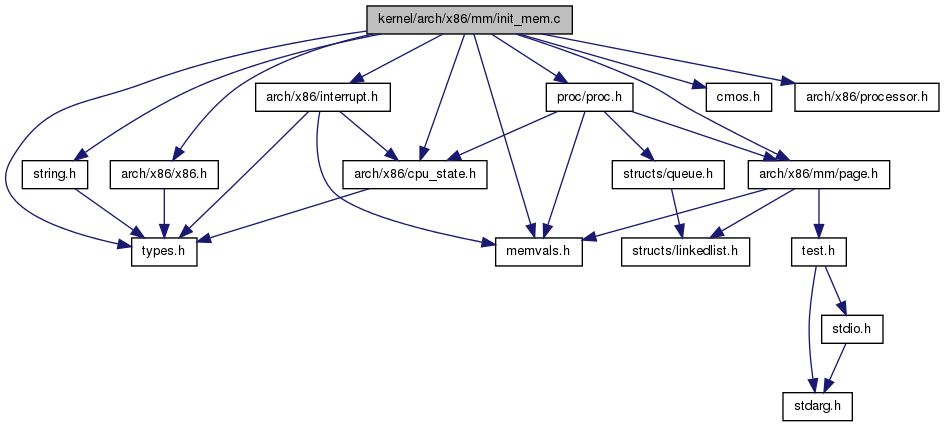 kernel/arch/x86/mm/init_mem.c
arch/x86/interrupt.h
proc/proc.h
cmos.h
arch/x86/processor.h
string.h
arch/x86/x86.h
arch/x86/cpu_state.h
structs/queue.h
arch/x86/mm/page.h
types.h
memvals.h
structs/linkedlist.h
test.h
stdio.h
stdarg.h